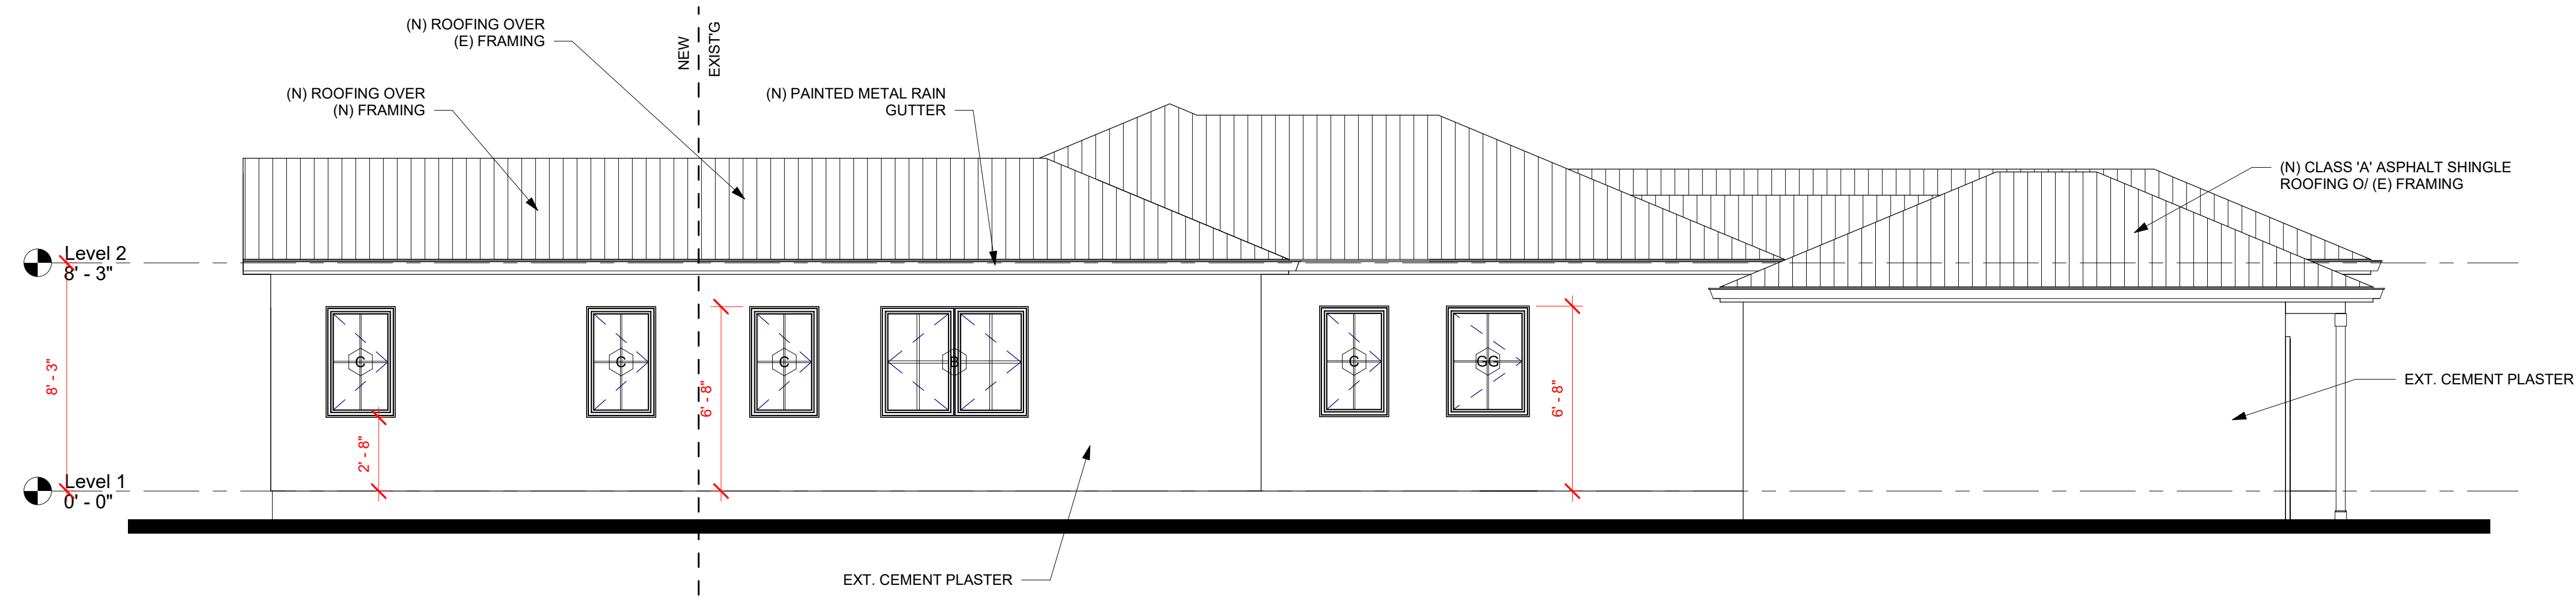 (N) ROOFING OVER
(E) FRAMING
NEW
EXIST'G
(N) ROOFING OVER
(N) FRAMING
(N) PAINTED METAL RAIN
GUTTER
(N) CLASS 'A' ASPHALT SHINGLE
ROOFING O/ (E) FRAMING
Level 2
8' - 3"
8' - 3"
C
C
C
B
C
GG
6' - 8"
6' - 8"
2' - 8"
EXT. CEMENT PLASTER
Level 1
0' - 0"
EXT. CEMENT PLASTER